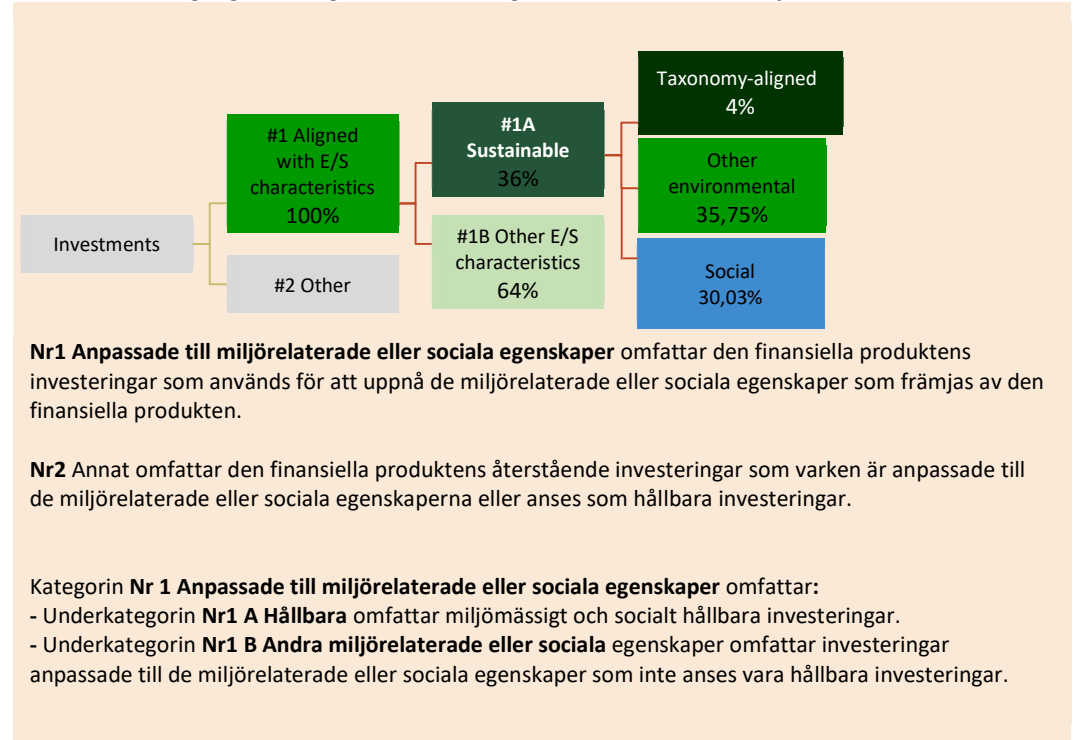 Taxonomy-aligned
4%
#1A
Sustainable
36%
#1 Aligned
with E/S
characteristics
100%
Other
environmental
35,75%
Investments
#1B Other E/S
characteristics
64%
#2 Other
Social
30,03%
Nr1 Anpassade till miljörelaterade eller sociala egenskaper omfattar den finansiella produktens
investeringar som används för att uppnå de miljörelaterade eller sociala egenskaper som främjas av den
finansiella produkten.
Nr2 Annat omfattar den finansiella produktens återstående investeringar som varken är anpassade till
de miljörelaterade eller sociala egenskaperna eller anses som hållbara investeringar.
Kategorin Nr 1 Anpassade till miljörelaterade eller sociala egenskaper omfattar:
- Underkategorin Nr1 A Hållbara omfattar miljömässigt och socialt hållbara investeringar.
- Underkategorin Nr1 B Andra miljörelaterade eller sociala egenskaper omfattar investeringar
anpassade till de miljörelaterade eller sociala egenskaper som inte anses vara hållbara investeringar.